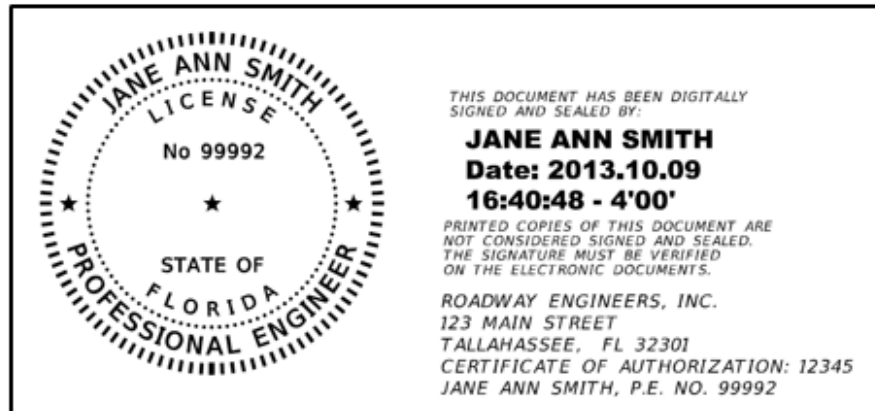 JANE ANN SMITH
LICENSE
No 99992
STATE OF
FLORIDA
PROFESSIONAL ENGINEER
THIS DOCUMENT HAS BEEN DIGITALLY
SIGNED AND SEALED BY:
JANE ANN SMITH
Date: 2013.10.09
16:40:48 - 4'00'
PRINTED COPIES OF THIS DOCUMENT ARE
NOT CONSIDERED SIGNED AND SEALED.
THE SIGNATURE MUST BE VERIFIED
ON THE ELECTRONIC DOCUMENTS.
ROADWAY ENGINEERS, INC.
123 MAIN STREET
TALLAHASSEE, FL 32301
CERTIFICATE OF AUTHORIZATION: 12345
JANE ANN SMITH, P.E. NO. 99992